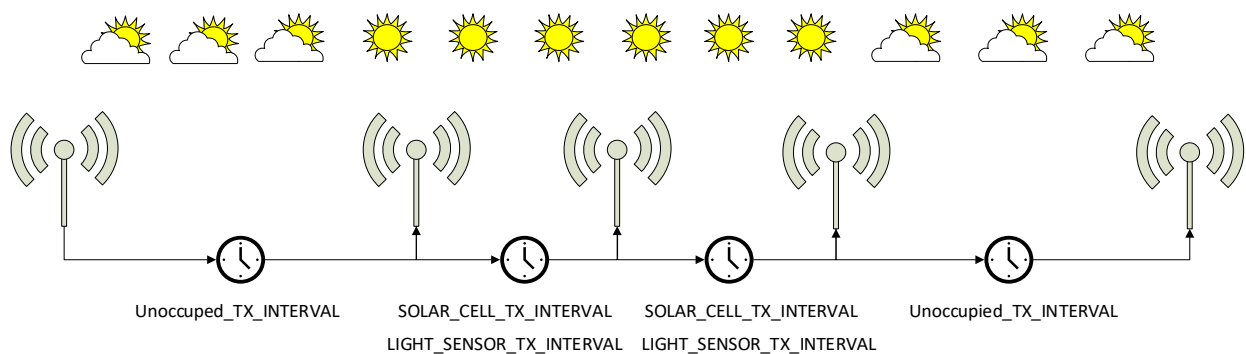 Unoccuped_TX_INTERVAL
SOLAR_CELL_TX_INTERVAL
LIGHT_SENSOR_TX_INTERVAL
SOLAR_CELL_TX_INTERVAL
LIGHT_SENSOR_TX_INTERVAL
Unoccupied_TX_INTERVAL